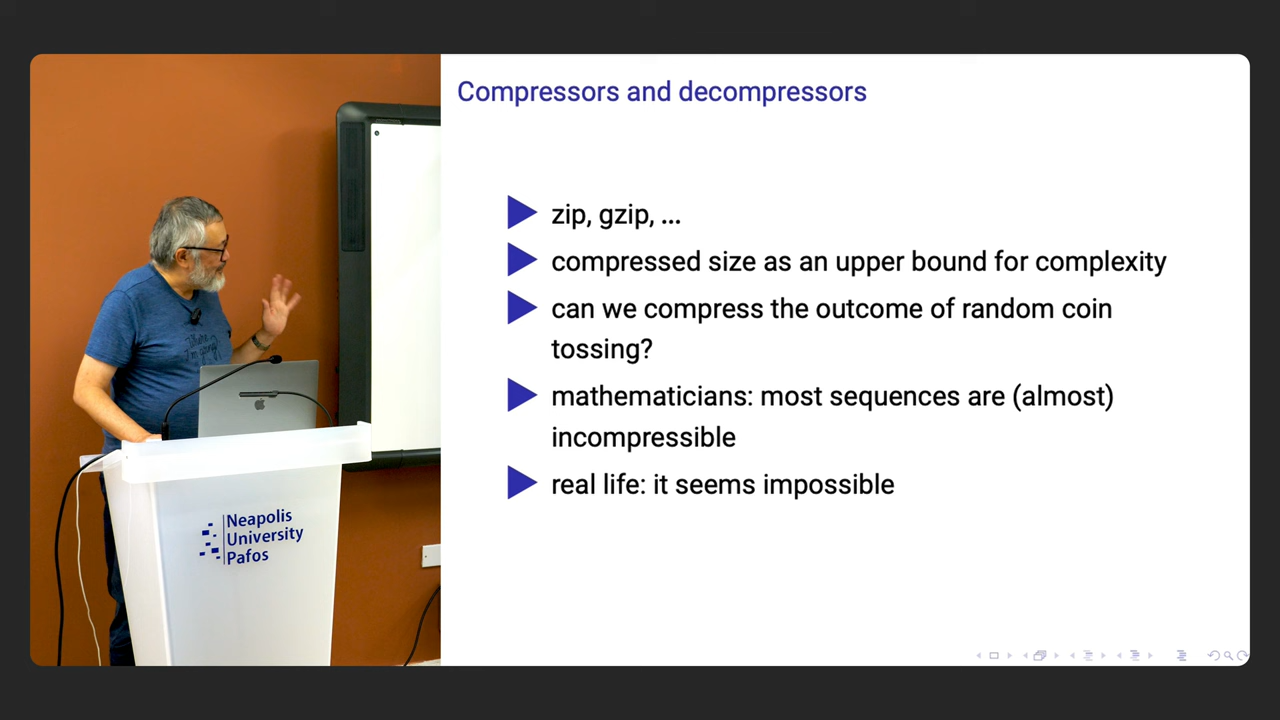 Compressors and decompressors
zip, gzip, ...
compressed size as an upper bound for complexity
can we compress the outcome of random coin
tossing?
mathematicians: most sequences are (almost)
incompressible
real life: it seems impossible
Neapolis
University
Pafos